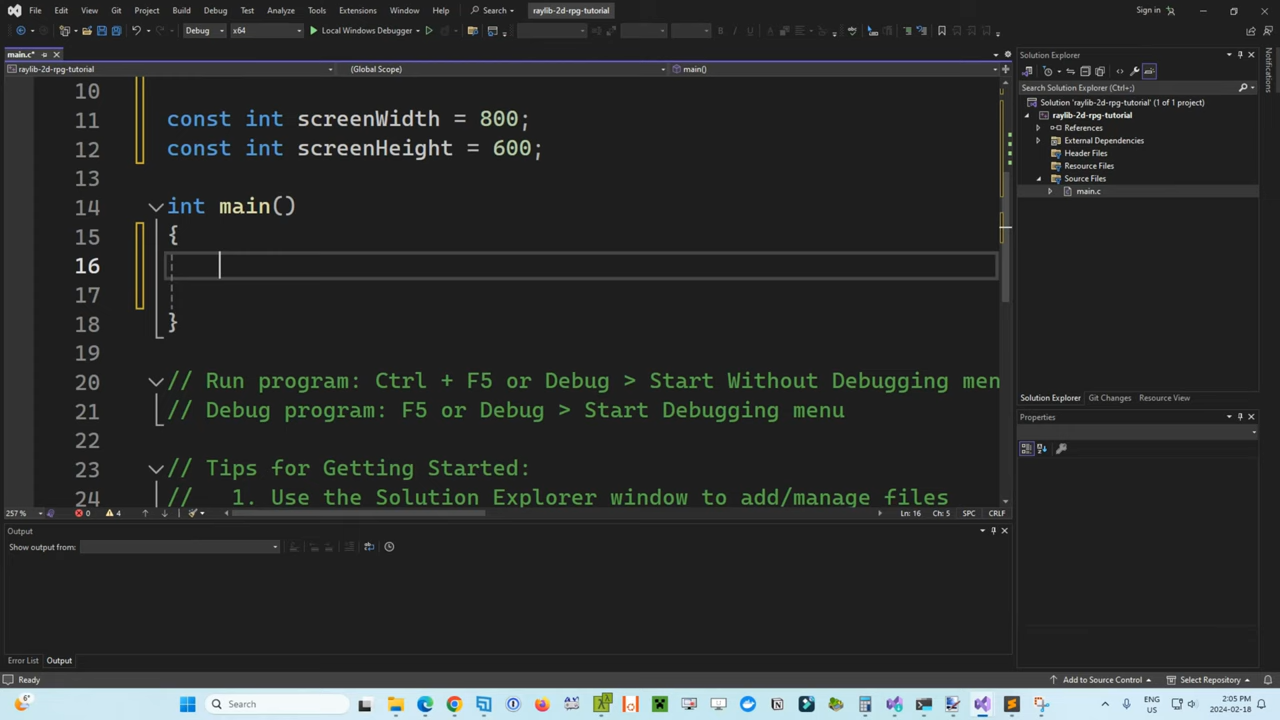 File Edit View Git Project Build Debug Test Analyze Tools Extensions Window Help Search raylib-2d-rpg-tutorial Sign in
Debug x64 Local Windows Debugger
main.c*
raylib-2d-rpg-tutorial (Global Scope) main()
10
11 const int screenWidth = 800;
12 const int screenHeight = 600;
13
14 int main()
15 {
16
17
18 }
19
20 // Run program: Ctrl + F5 or Debug > Start Without Debugging men
21 // Debug program: F5 or Debug > Start Debugging menu
22
23 // Tips for Getting Started:
24 //   1. Use the Solution Explorer window to add/manage files
257 % 0 4 Ln: 16 Ch: 5 SPC CRLF
Output
Show output from:
Error List Output
Solution Explorer
Search Solution Explorer (Ctrl+;)
Solution 'raylib-2d-rpg-tutorial' (1 of 1 project)
raylib-2d-rpg-tutorial
References
External Dependencies
Header Files
Resource Files
Source Files
main.c
Solution Explorer Git Changes Resource View
Properties
Notifications
Ready Add to Source Control Select Repository
6° Search ENG US 2:05 PM 2024-02-18